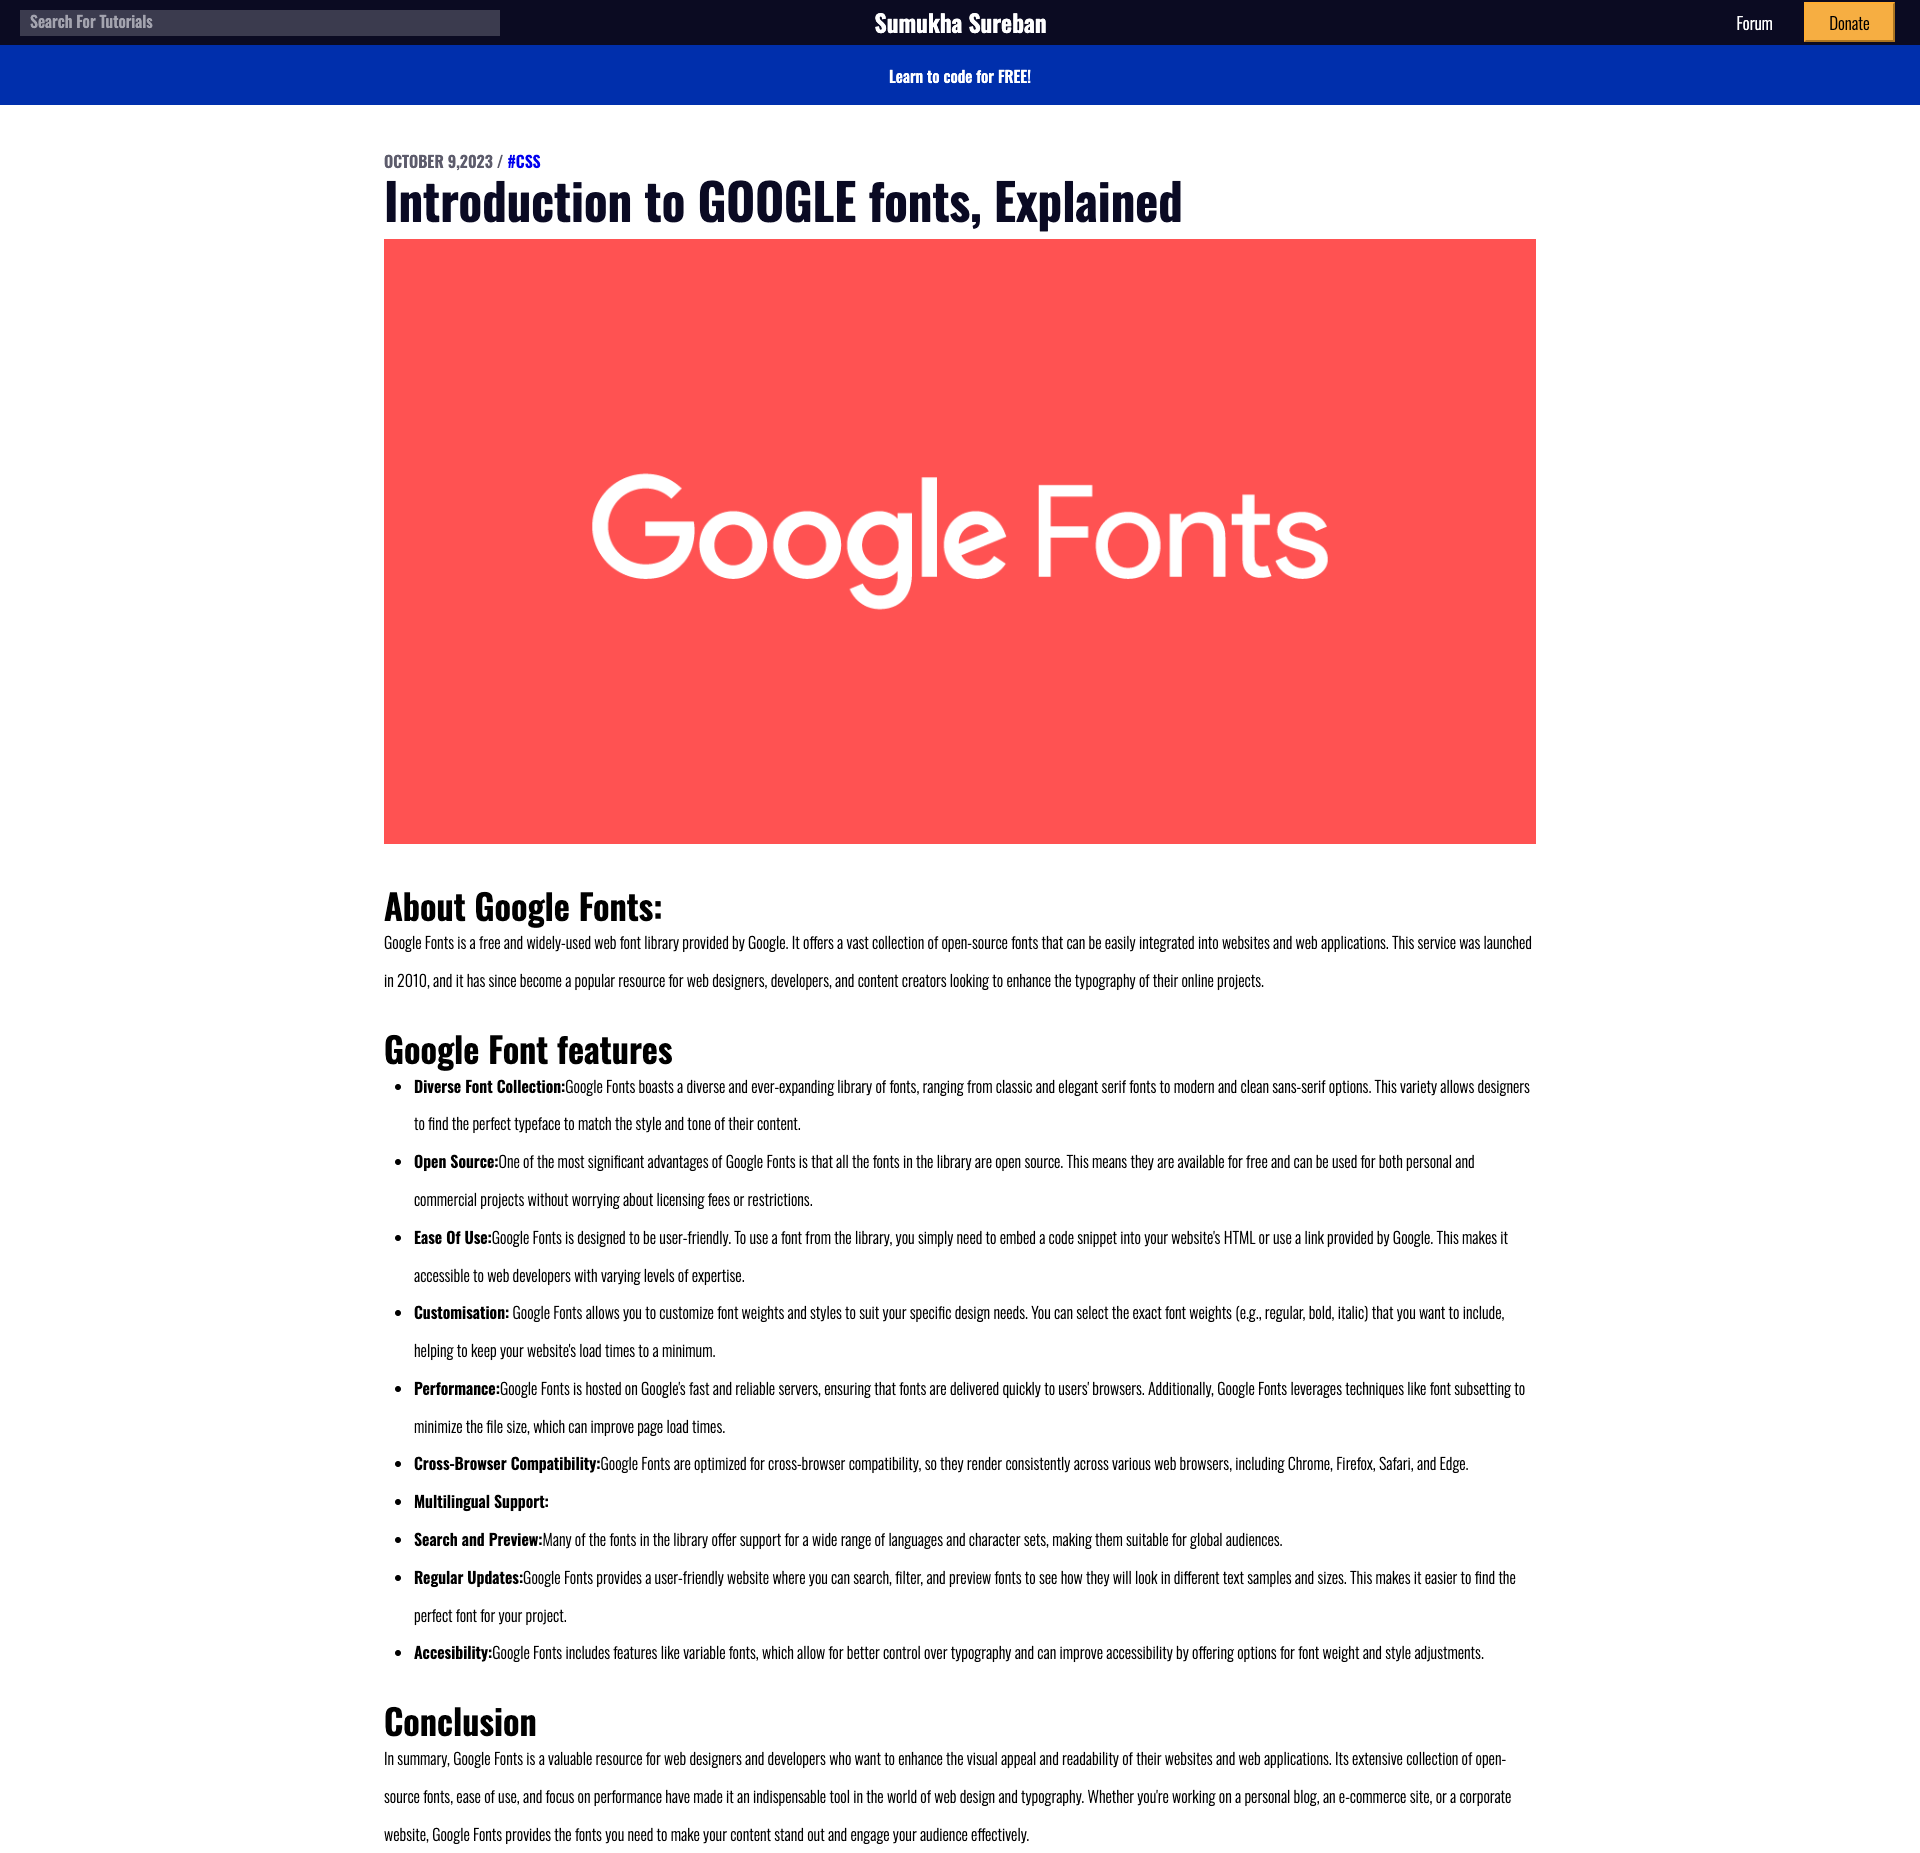 Search For Tutorials
Sumukha Sureban
Forum
Donate
Learn to code for FREE!
OCTOBER 9,2023 / #CSS
Introduction to GOOGLE fonts, Explained
Google Fonts
About Google Fonts:
Google Fonts is a free and widely-used web font library provided by Google. It offers a vast collection of open-source fonts that can be easily integrated into websites and web applications. This service was launched
in 2010, and it has since become a popular resource for web designers, developers, and content creators looking to enhance the typography of their online projects.
Google Font features
• Diverse Font Collection:Google Fonts boasts a diverse and ever-expanding library of fonts, ranging from classic and elegant serif fonts to modern and clean sans-serif options. This variety allows designers
to find the perfect typeface to match the style and tone of their content.
• Open Source:One of the most significant advantages of Google Fonts is that all the fonts in the library are open source. This means they are available for free and can be used for both personal and
commercial projects without worrying about licensing fees or restrictions.
• Ease Of Use:Google Fonts is designed to be user-friendly. To use a font from the library, you simply need to embed a code snippet into your website's HTML or use a link provided by Google. This makes it
accessible to web developers with varying levels of expertise.
• Customisation: Google Fonts allows you to customize font weights and styles to suit your specific design needs. You can select the exact font weights (e.g., regular, bold, italic) that you want to include,
helping to keep your website's load times to a minimum.
• Performance:Google Fonts is hosted on Google's fast and reliable servers, ensuring that fonts are delivered quickly to users' browsers. Additionally, Google Fonts leverages techniques like font subsetting to
minimize the file size, which can improve page load times.
• Cross-Browser Compatibility:Google Fonts are optimized for cross-browser compatibility, so they render consistently across various web browsers, including Chrome, Firefox, Safari, and Edge.
• Multilingual Support:
• Search and Preview:Many of the fonts in the library offer support for a wide range of languages and character sets, making them suitable for global audiences.
• Regular Updates:Google Fonts provides a user-friendly website where you can search, filter, and preview fonts to see how they will look in different text samples and sizes. This makes it easier to find the
perfect font for your project.
• Accesibility:Google Fonts includes features like variable fonts, which allow for better control over typography and can improve accessibility by offering options for font weight and style adjustments.
Conclusion
In summary, Google Fonts is a valuable resource for web designers and developers who want to enhance the visual appeal and readability of their websites and web applications. Its extensive collection of open-
source fonts, ease of use, and focus on performance have made it an indispensable tool in the world of web design and typography. Whether you're working on a personal blog, an e-commerce site, or a corporate
website, Google Fonts provides the fonts you need to make your content stand out and engage your audience effectively.